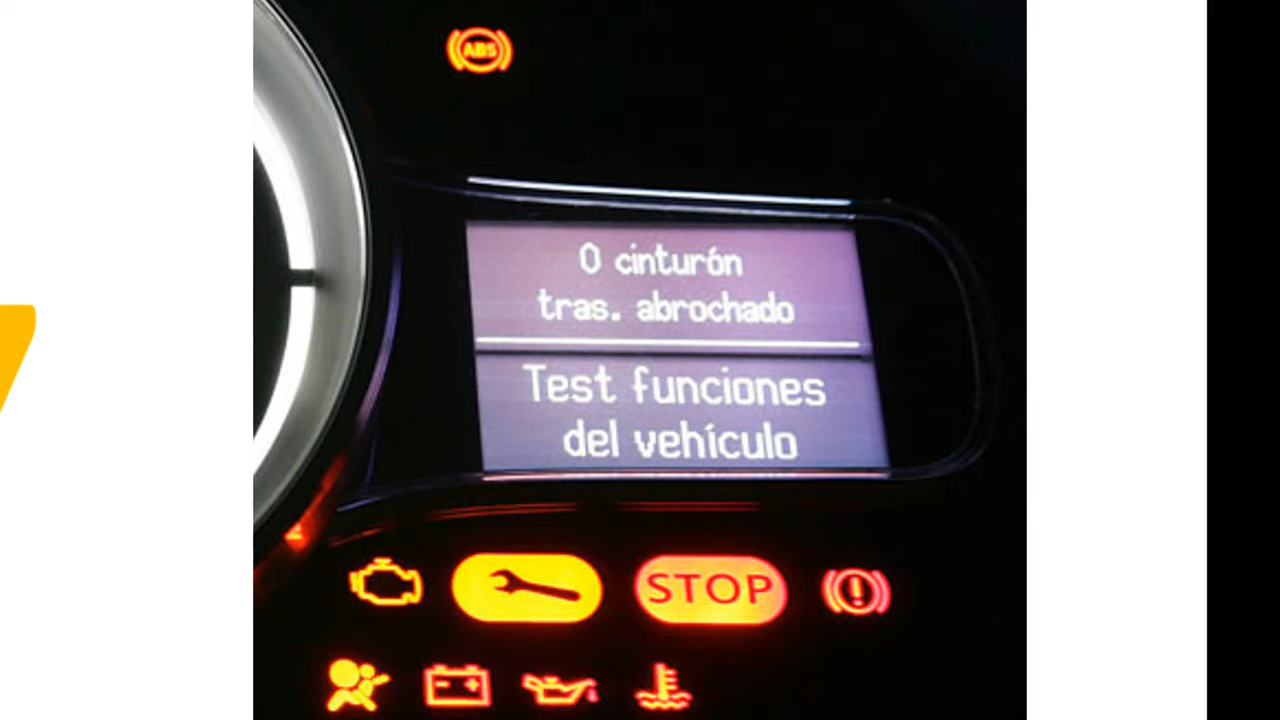 ABS
0 cinturón
tras. abrochado
Test funciones
del vehículo
STOP